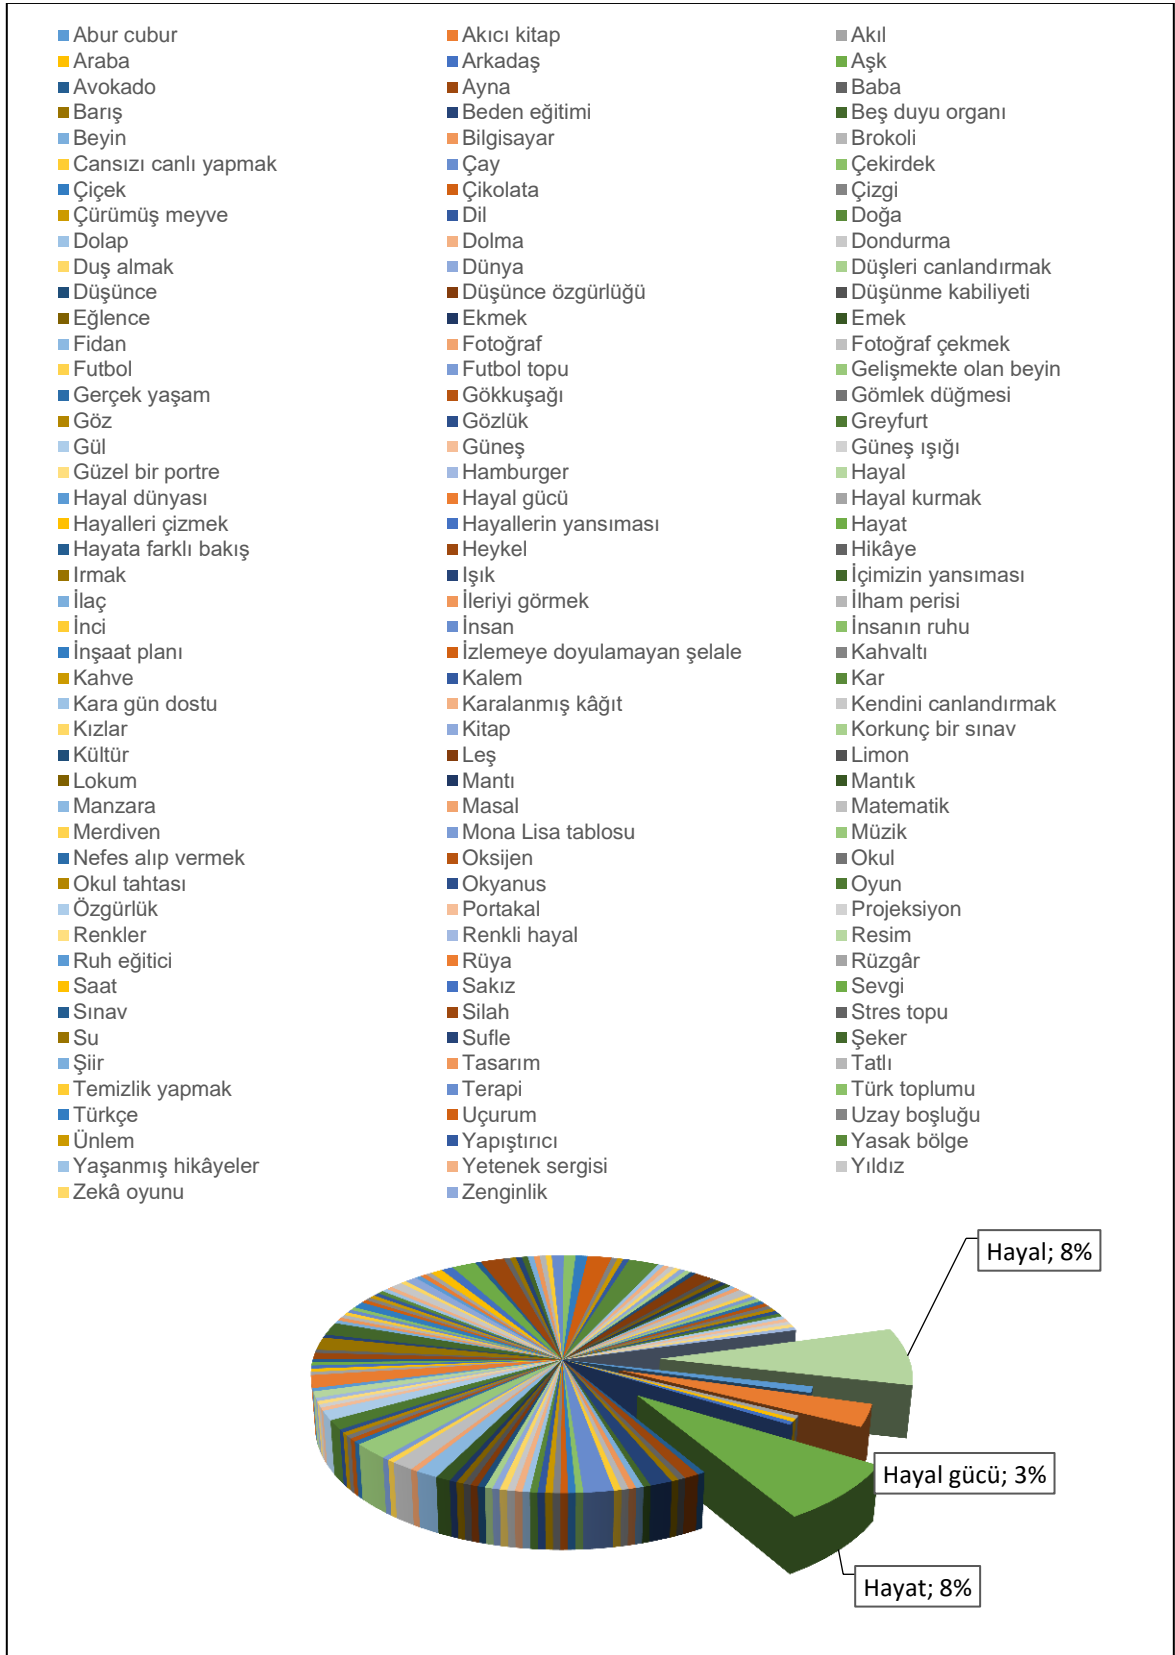 Abur cubur Akıcı kitap Akıl
Araba Arkadaş Aşk
Avokado Ayna Baba
Barış Beden eğitimi Beş duyu organı
Beyin Bilgisayar Brokoli
Cansızı canlı yapmak Çay Çekirdek
Çiçek Çikolata Çizgi
Çürümüş meyve Dil Doğa
Dolap Dolma Dondurma
Duş almak Dünya Düşleri canlandırmak
Düşünce Düşünce özgürlüğü Düşünme kabiliyeti
Eğlence Ekmek Emek
Fidan Fotoğraf Fotoğraf çekmek
Futbol Futbol topu Gelişmekte olan beyin
Gerçek yaşam Gökkuşağı Gömlek düğmesi
Göz Gözlük Greyfurt
Gül Güneş Güneş ışığı
Güzel bir portre Hamburger Hayal
Hayal dünyası Hayal gücü Hayal kurmak
Hayalleri çizmek Hayallerin yansıması Hayat
Hayata farklı bakış Heykel Hikâye
Irmak Işık İçimizin yansıması
İlaç İleriyi görmek İlham perisi
İnci İnsan İnsanın ruhu
İnşaat planı İzlemeye doyulamayan şelale Kahvaltı
Kahve Kalem Kar
Kara gün dostu Karalanmış kâğıt Kendini canlandırmak
Kızlar Kitap Korkunç bir sınav
Kültür Leş Limon
Lokum Mantı Mantık
Manzara Masal Matematik
Merdiven Mona Lisa tablosu Müzik
Nefes alıp vermek Oksijen Okul
Okul tahtası Okyanus Oyun
Özgürlük Portakal Projeksiyon
Renkler Renkli hayal Resim
Ruh eğitici Rüya Rüzgâr
Saat Sakız Sevgi
Sınav Silah Stres topu
Su Sufle Şeker
Şiir Tasarım Tatlı
Temizlik yapmak Terapi Türk toplumu
Türkçe Uçurum Uzay boşluğu
Ünlem Yapıştırıcı Yasak bölge
Yaşanmış hikâyeler Yetenek sergisi Yıldız
Zekâ oyunu Zenginlik
Hayal; 8%
Hayal gücü; 3%
Hayat; 8%